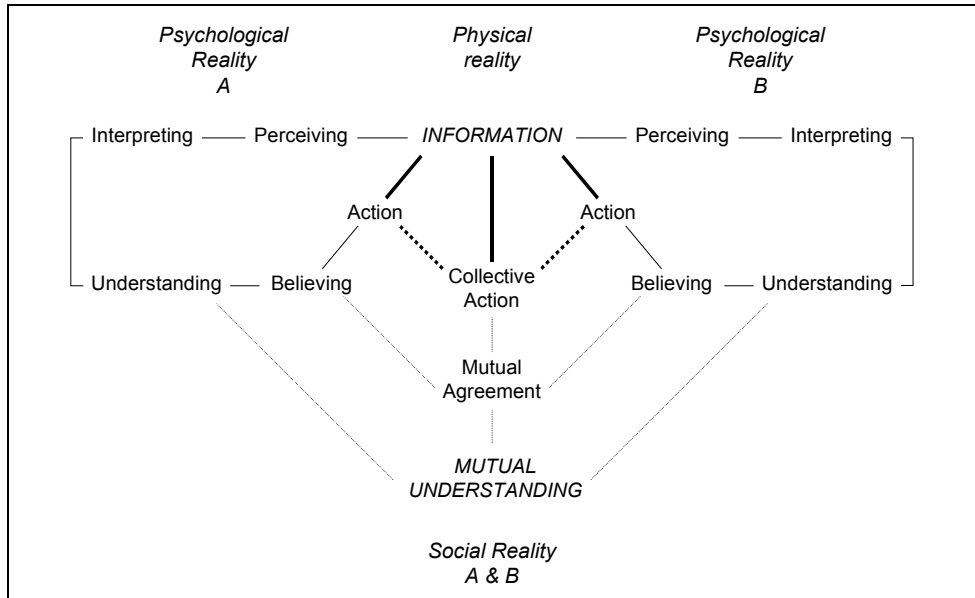 Psychological
Reality
A
Physical
reality
Psychological
Reality
B
Interpreting
Perceiving
INFORMATION
Perceiving
Interpreting
Action
Action
Understanding
Believing
Collective
Action
Believing
Understanding
Mutual
Agreement
MUTUAL
UNDERSTANDING
Social Reality
A & B